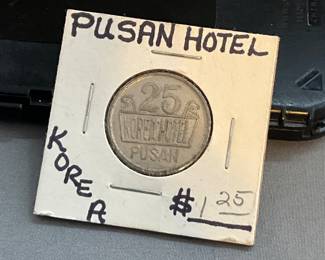 PUSAN HOTEL
25
KOREA HOTEL
PUSAN
KOREA
$1 25